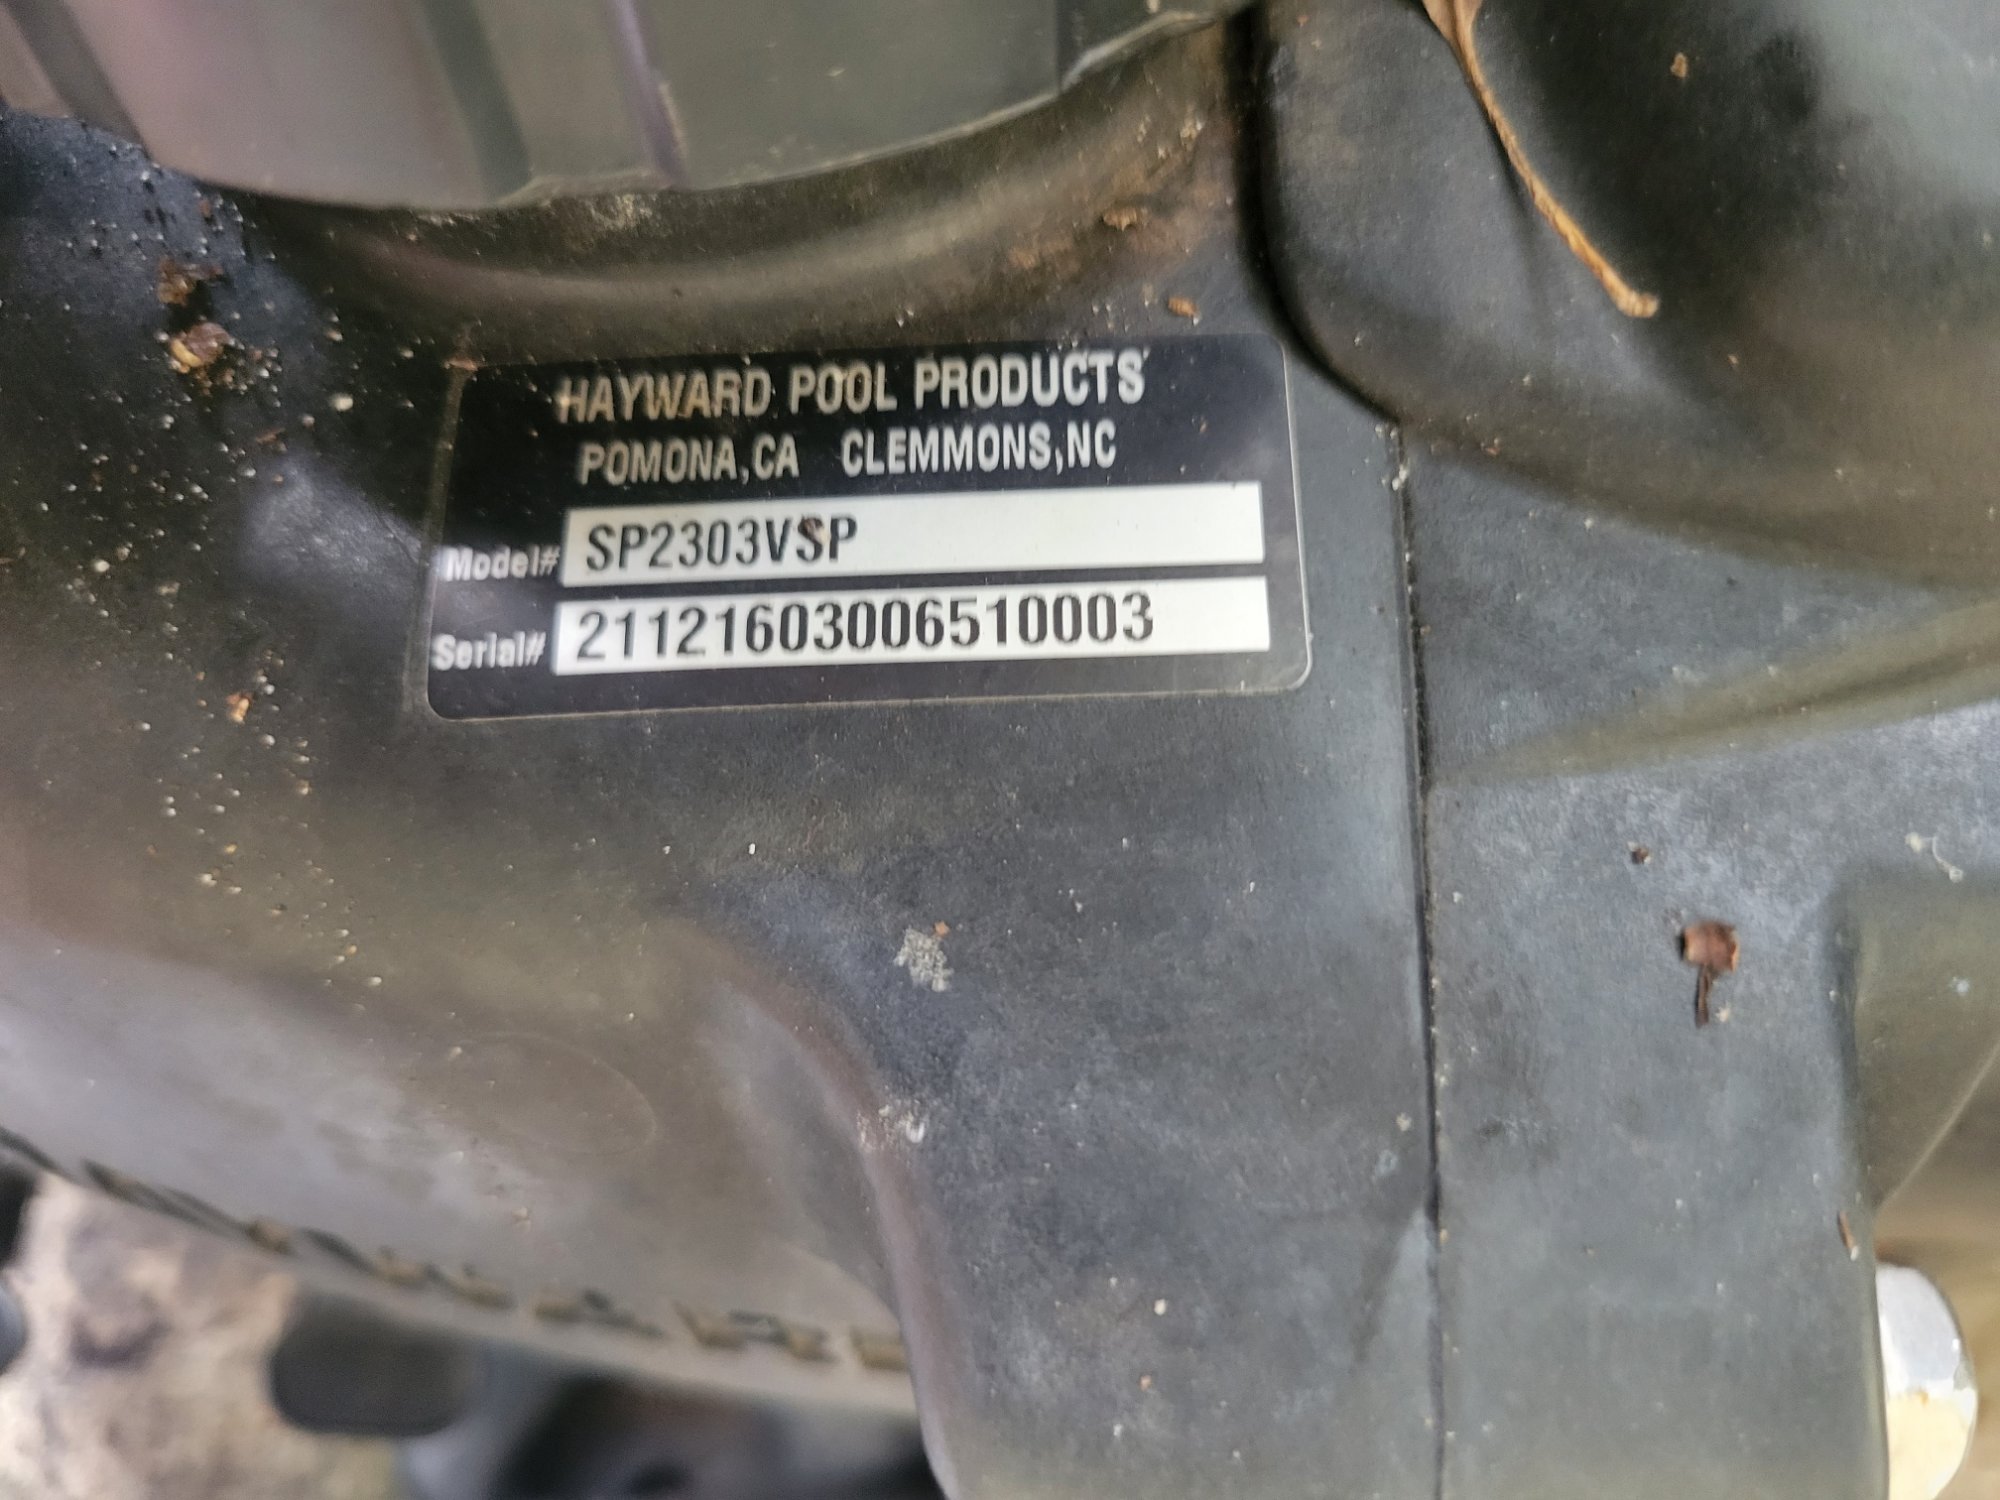 HAYWARD POOL PRODUCTS
POMONA,CA CLEMMONS,NC
Model# SP2303VSP
Serial# 21121603006510003